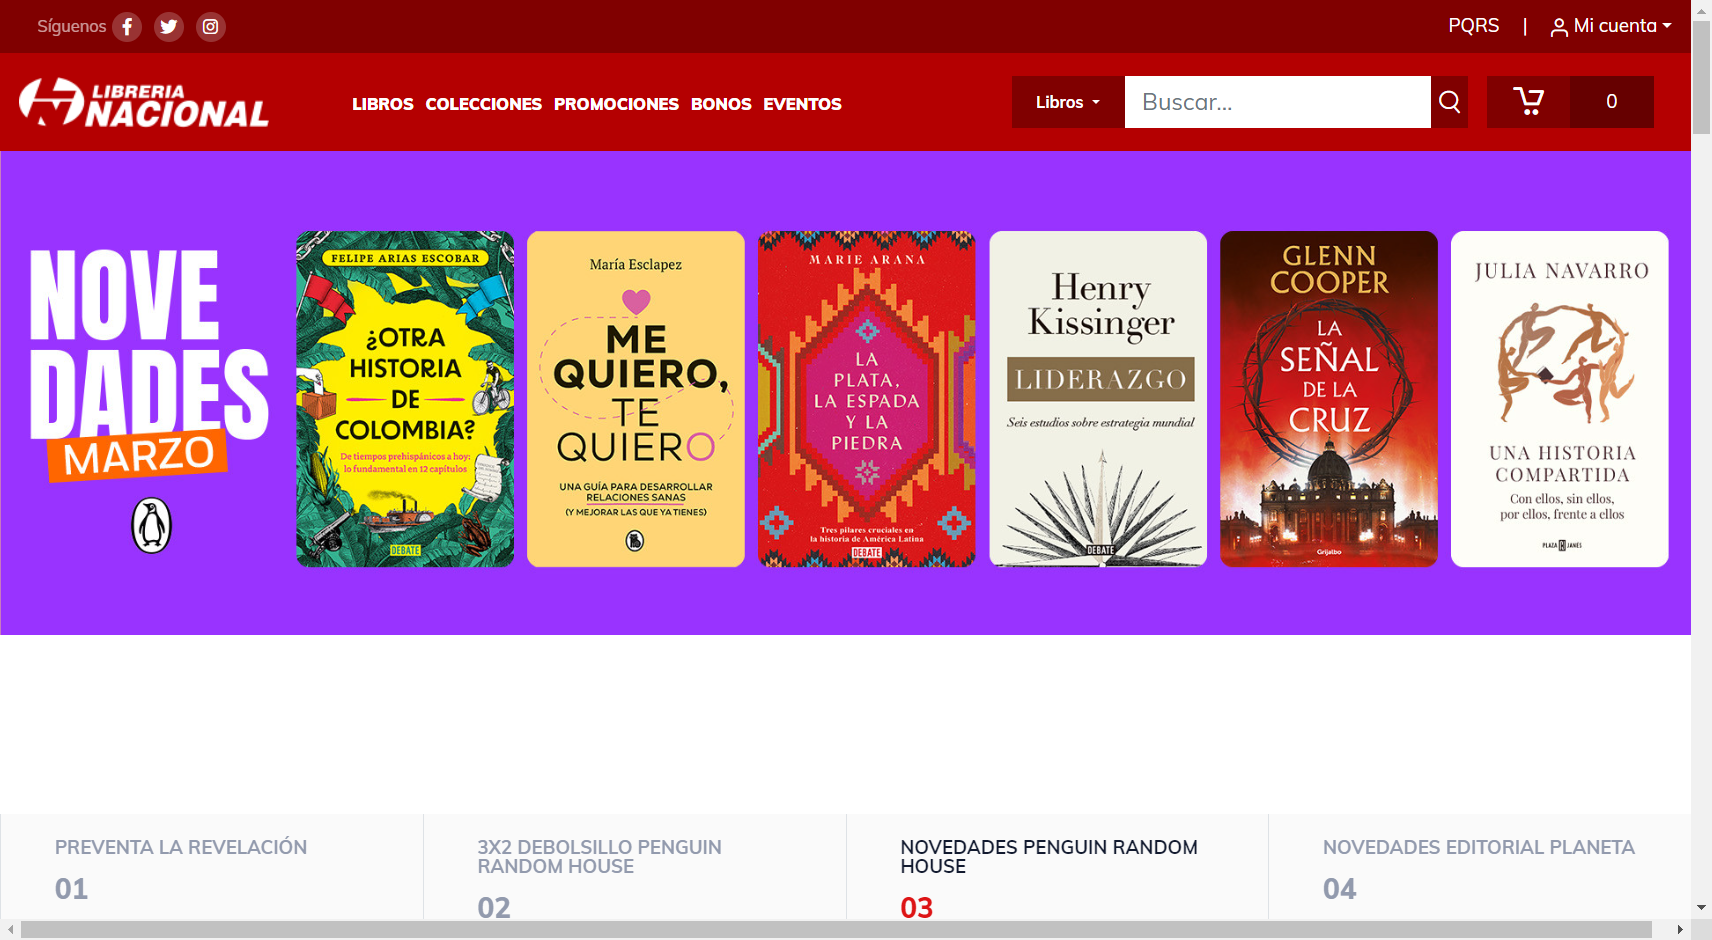 Síguenos
PQRS | Mi cuenta
LIBRERIA
NACIONAL
LIBROS COLECCIONES PROMOCIONES BONOS EVENTOS
Libros
Buscar...
0
NOVE
DADES
MARZO
FELIPE ARIAS ESCOBAR
¿OTRA
HISTORIA
DE
COLOMBIA?
De tiempos prehispánicos a hoy:
lo fundamental en 12 capítulos
DEBATE
María Esclapez
ME
QUIERO,
TE
QUIERO
UNA GUÍA PARA DESARROLLAR
RELACIONES SANAS
(Y MEJORAR LAS QUE YA TIENES)
MARIE ARANA
LA
PLATA,
LA ESPADA
Y LA
PIEDRA
Tres pilares cruciales en
la historia de América Latina
DEBATE
Henry
Kissinger
LIDERAZGO
Seis estudios sobre estrategia mundial
DEBATE
GLENN
COOPER
LA
SEÑAL
DE LA
CRUZ
Grijalbo
JULIA NAVARRO
UNA HISTORIA
COMPARTIDA
Con ellos, sin ellos,
por ellos, frente a ellos
PLAZA JANÉS
PREVENTA LA REVELACIÓN
01
3X2 DEBOLSILLO PENGUIN
RANDOM HOUSE
02
NOVEDADES PENGUIN RANDOM
HOUSE
03
NOVEDADES EDITORIAL PLANETA
04